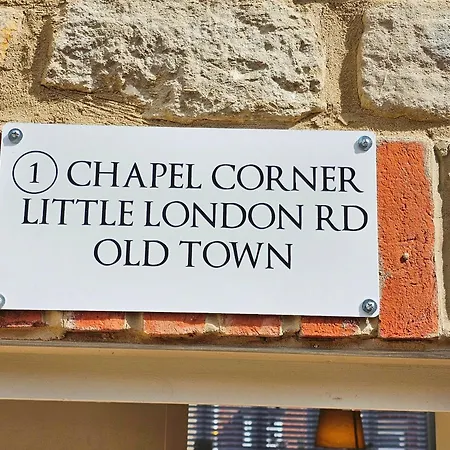 ① CHAPEL CORNER
LITTLE LONDON RD
OLD TOWN